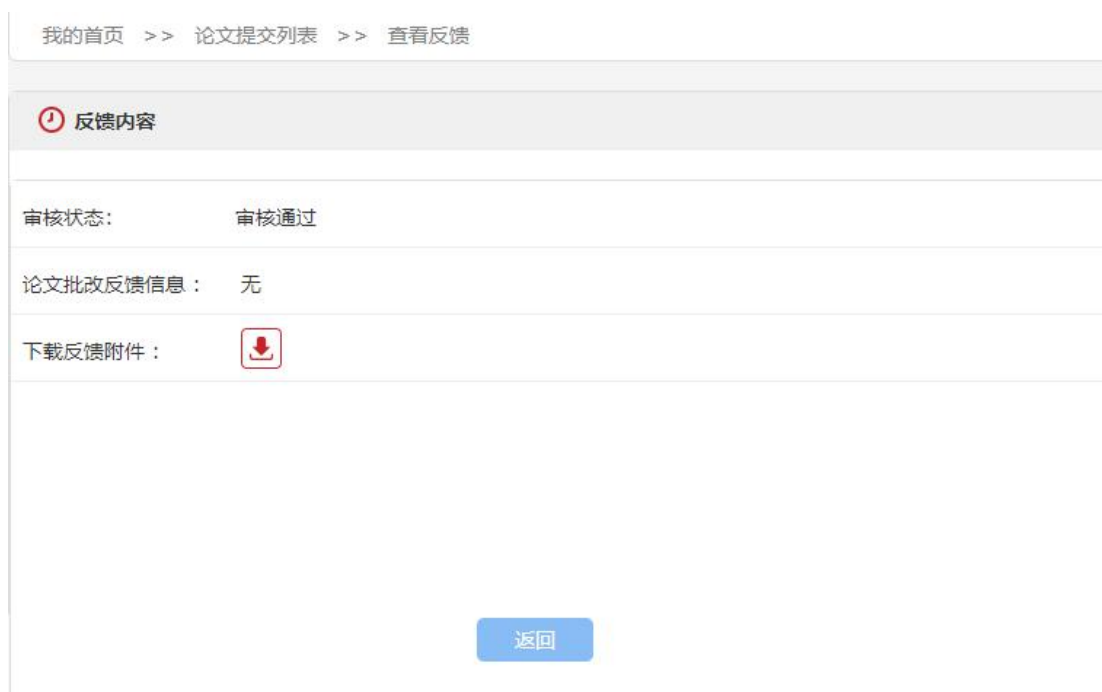 我的首页 >> 论文提交列表 >> 查看反馈
反馈内容
审核状态： 审核通过
论文批改反馈信息： 无
下载反馈附件：
返回